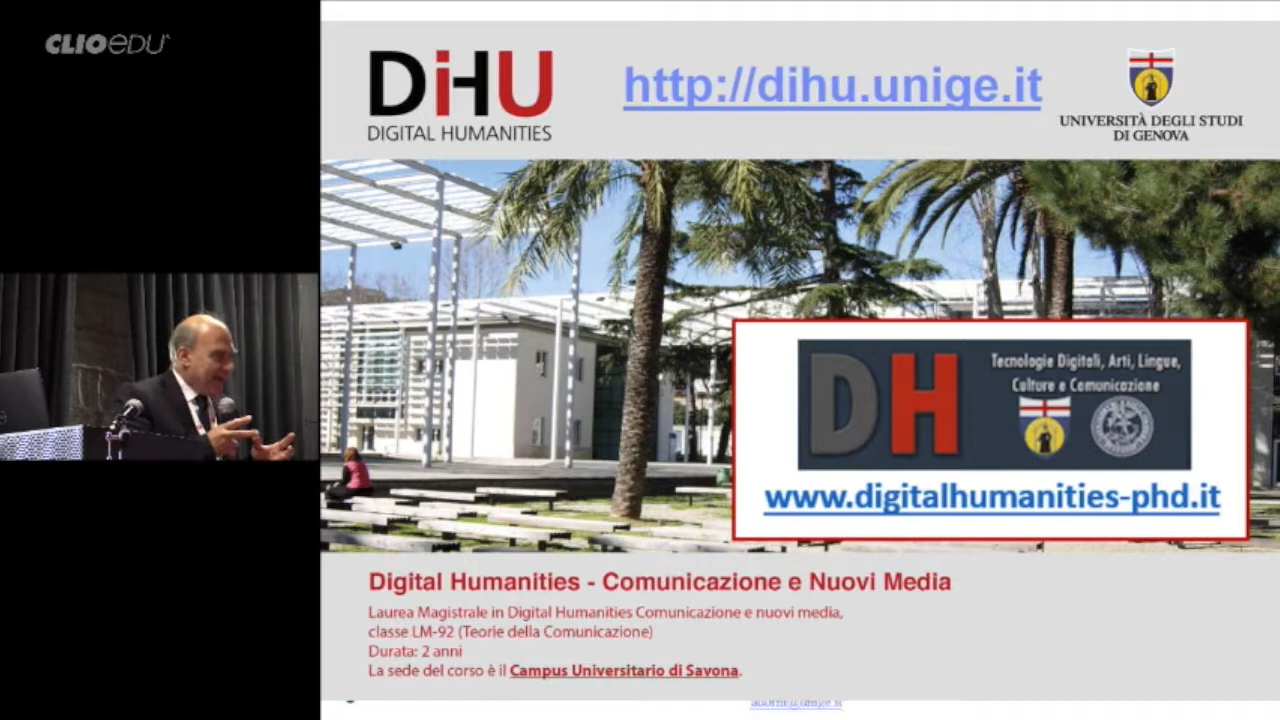 CLIOEDU
DiHU
DIGITAL HUMANITIES
http://dihu.unige.it
UNIVERSITÀ DEGLI STUDI
DI GENOVA
DH
Tecnologie Digitali, Arti, Lingue,
Culture e Comunicazione
www.digitalhumanities-phd.it
Digital Humanities - Comunicazione e Nuovi Media
Laurea Magistrale in Digital Humanities Comunicazione e nuovi media,
classe LM-92 (Teorie della Comunicazione)
Durata: 2 anni
La sede del corso è il Campus Universitario di Savona.